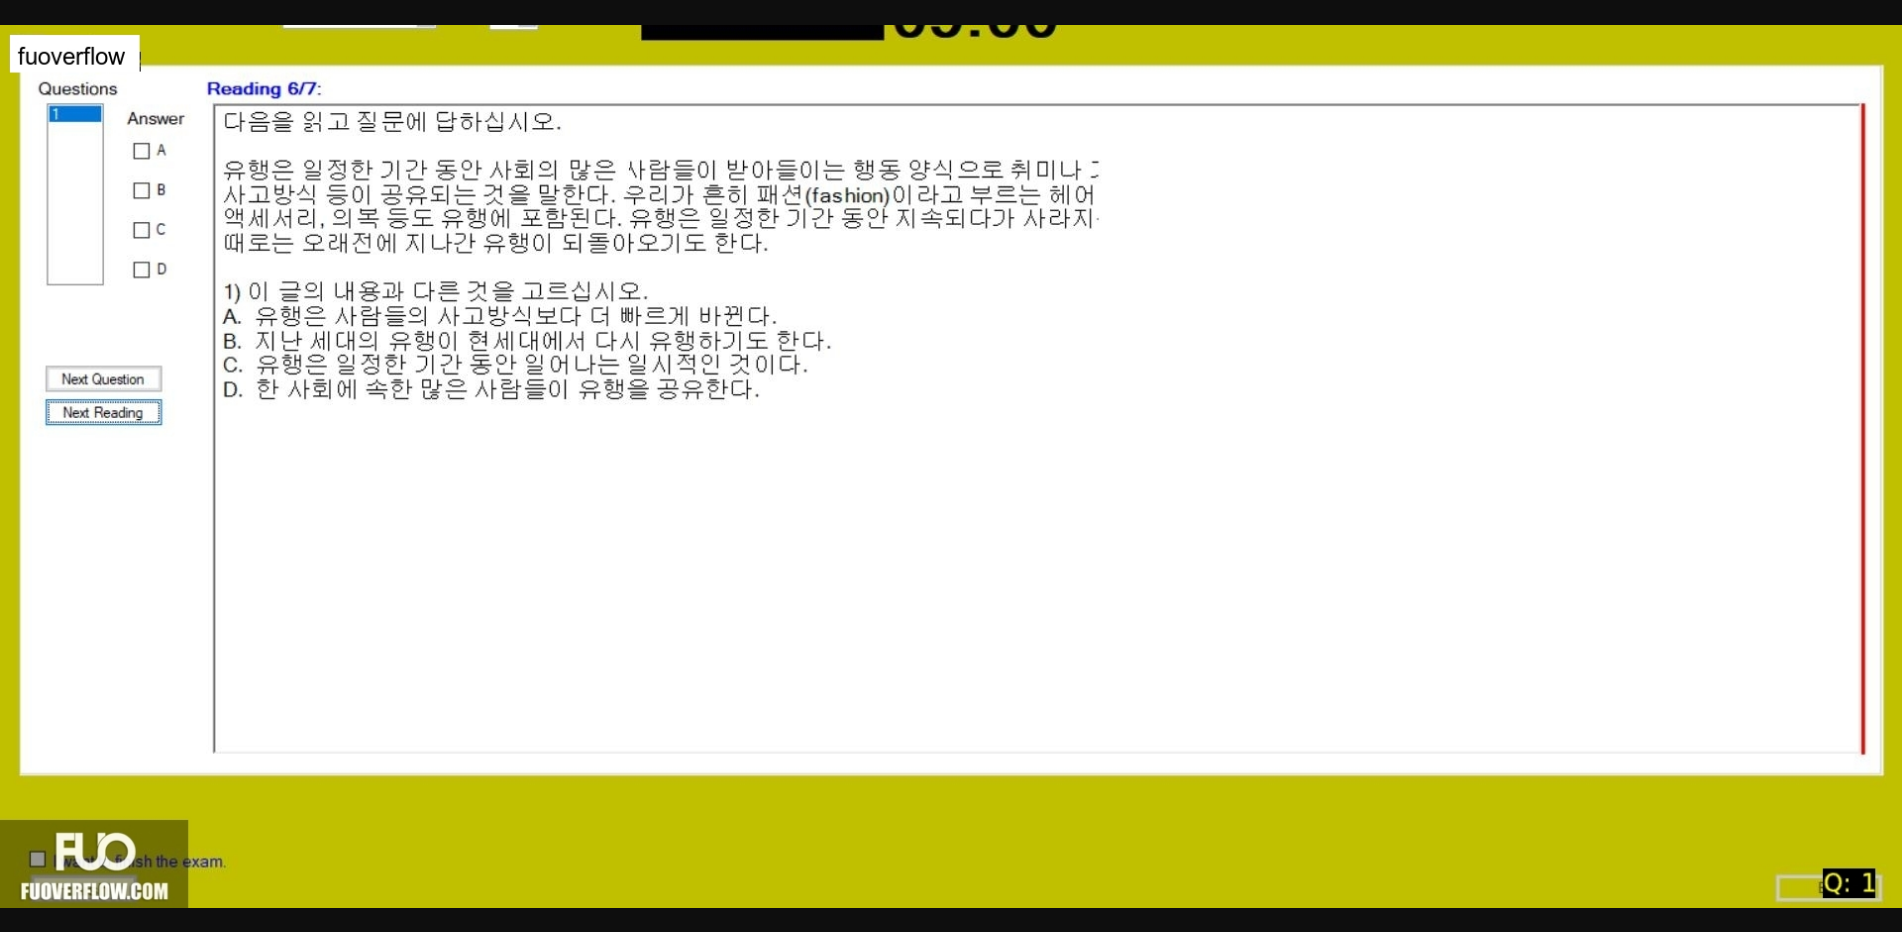 fuoverflow
Questions
Reading 6/7:
1
Answer
A
B
C
D
Next Question
Next Reading
다음을 읽고 질문에 답하십시오.
유행은 일정한 기간 동안 사회의 많은 사람들이 받아들이는 행동 양식으로 취미나
사고방식 등이 공유되는 것을 말한다. 우리가 흔히 패션(fashion)이라고 부르는 헤어
액세서리, 의복 등도 유행에 포함된다. 유행은 일정한 기간 동안 지속되다가 사라지
때로는 오래전에 지나간 유행이 되돌아오기도 한다.
1) 이 글의 내용과 다른 것을 고르십시오.
A. 유행은 사람들의 사고방식보다 더 빠르게 바뀐다.
B. 지난 세대의 유행이 현세대에서 다시 유행하기도 한다.
C. 유행은 일정한 기간 동안 일어나는 일시적인 것이다.
D. 한 사회에 속한 많은 사람들이 유행을 공유한다.
FUO
the exam.
FUOVERFLOW.COM
Q: 1